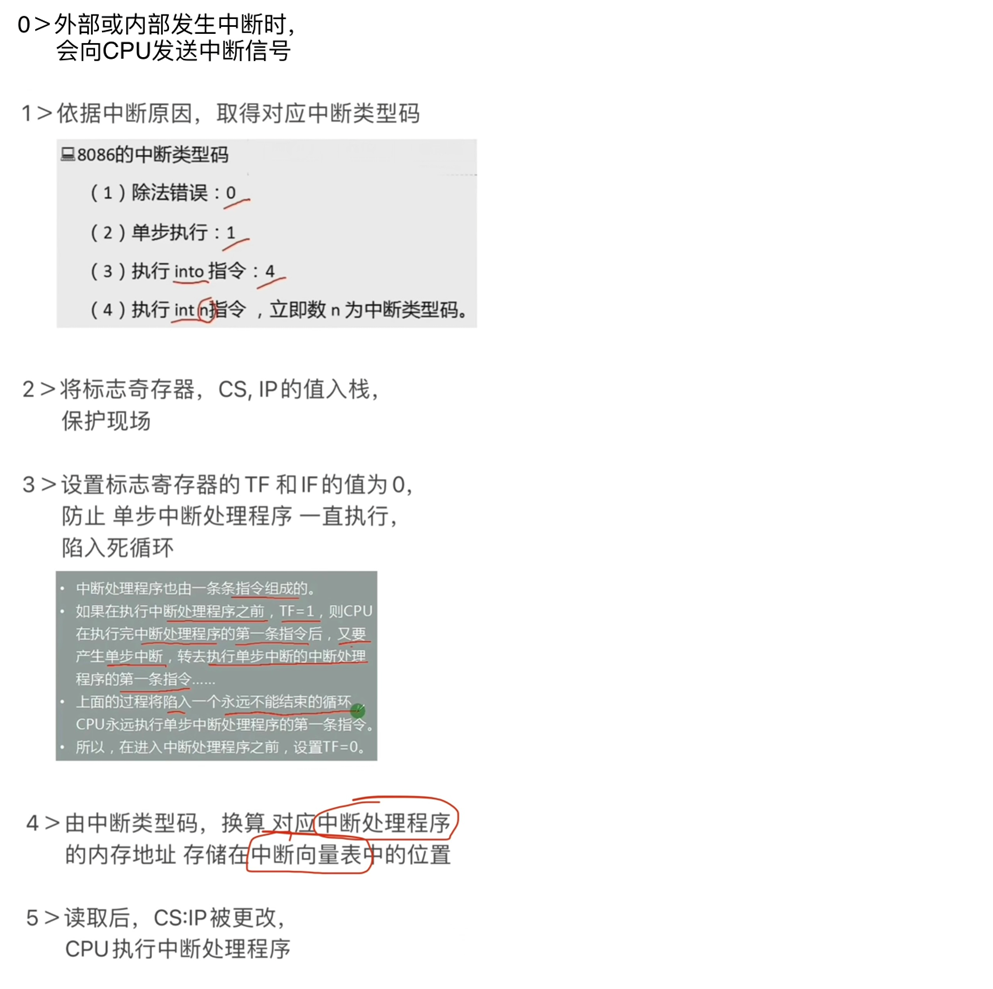 0＞外部或内部发生中断时，
会向CPU发送中断信号
1＞依据中断原因，取得对应中断类型码
8086的中断类型码
（1）除法错误：0
（2）单步执行：1
（3）执行 into 指令：4
（4）执行 int n指令 ，立即数 n 为中断类型码。
2＞将标志奇存器，CS, IP的值入栈，
保护现场
3＞设置标志寄存器的 TF 和 IF的值为 0，
防止 单步中断处理程序 一直执行，
陷入死循环
• 中断处理程序也由一条条指令组成的。
• 如果在执行中断处理程序之前，TF=1，则CPU
在执行完中断处理程序的第一条指令后，又要
产生单步中断，转去执行单步中断的中断处理
程序的第一条指令……
• 上面的过程将陷入一个永远不能结束的循环，
CPU永远执行单步中断处理程序的第一条指令。
• 所以，在进入中断处理程序之前，设置TF=0。
4＞由中断类型码，换算 对应中断处理程序
的内存地址 存储在中断向量表中的位置
5＞读取后，CS:IP被更改，
CPU执行中断处理程序